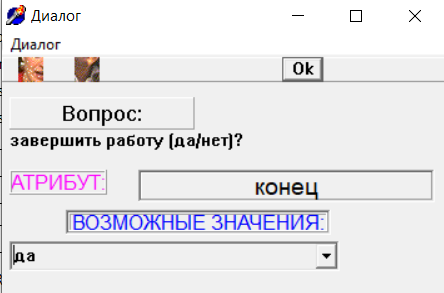 Диалог
Диалог
Ok
Вопрос:
завершить работу (да/нет)?
АТРИБУТ:
конец
ВОЗМОЖНЫЕ ЗНАЧЕНИЯ:
да